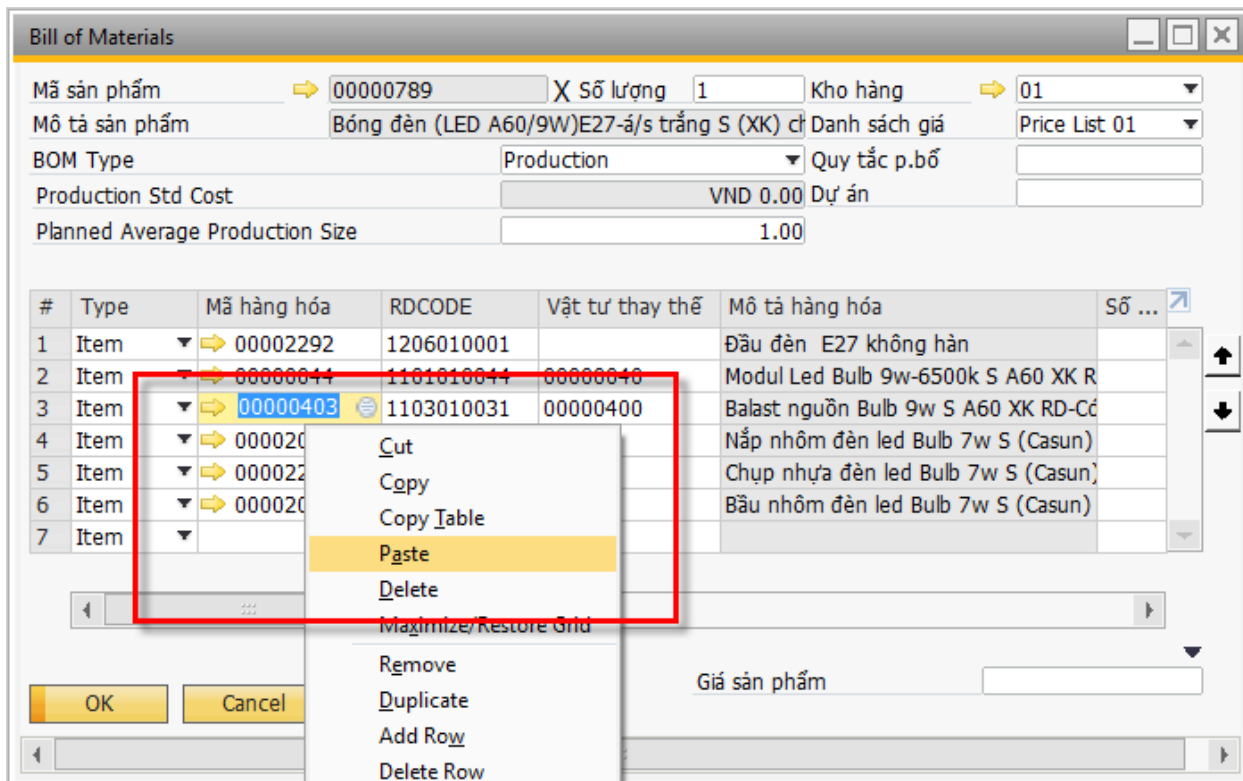 Bill of Materials
Mã sản phẩm 00000789 X Số lượng 1 Kho hàng 01
Mô tả sản phẩm Bóng đèn (LED A60/9W)E27-á/s trắng S (XK) ch Danh sách giá Price List 01
BOM Type Production Quy tắc p.bổ
Production Std Cost VND 0.00 Dự án
Planned Average Production Size 1.00
# Type Mã hàng hóa RDCODE Vật tư thay thế Mô tả hàng hóa Số ...
1 Item 00002292 1206010001 Đầu đèn E27 không hàn
2 Item 00000044 1101010044 00000040 Modul Led Bulb 9w-6500k S A60 XK R
3 Item 00000403 1103010031 00000400 Balast nguồn Bulb 9w S A60 XK RD-Có
4 Item 000020 Nắp nhôm đèn led Bulb 7w S (Casun)
5 Item 000022 Chụp nhựa đèn led Bulb 7w S (Casun)
6 Item 000020 Bầu nhôm đèn led Bulb 7w S (Casun)
7 Item
Cut
Copy
Copy Table
Paste
Delete
Maximize/Restore Grid
Remove
Duplicate
Add Row
Delete Row
Giá sản phẩm
OK Cancel